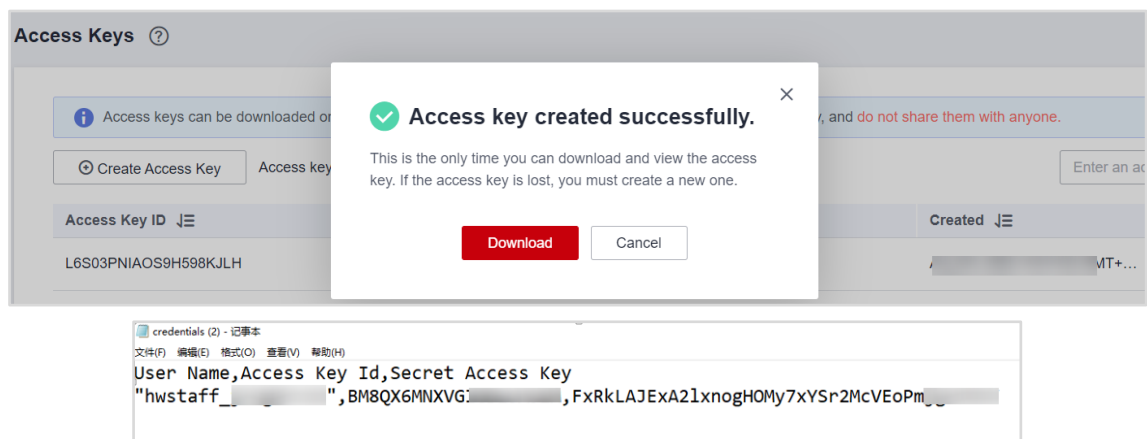 Access Keys ?
Access key created successfully.
Access keys can be downloaded or
y, and do not share them with anyone.
This is the only time you can download and view the access
key. If the access key is lost, you must create a new one.
Create Access Key Access key
Enter an ac
Access Key ID Created
Download Cancel
L6S03PNIAOS9H598KJLH
MT+...
credentials (2) - 记事本
文件(F) 编辑(E) 格式(O) 查看(V) 帮助(H)
User Name,Access Key Id,Secret Access Key
"hwstaff_ ",BM8QX6MNXVG ,FxRkLAJExA2lxnogHOMy7xYSr2McVEoPm